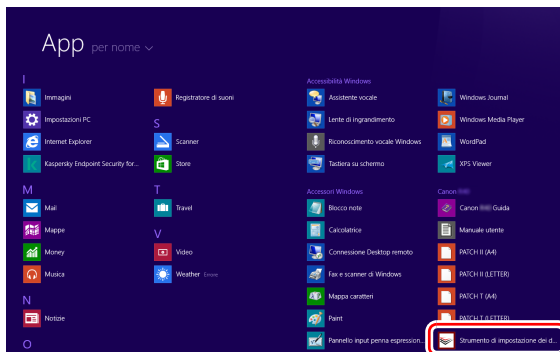 App per nome
I
Immagini
Impostazioni PC
Internet Explorer
Kaspersky Endpoint Security for...
M
Mail
Mappe
Money
Musica
N
Notizie
O
Registratore di suoni
S
Scanner
Store
T
Travel
V
Video
Weather
Accessibilità Windows
Assistente vocale
Lente di ingrandimento
Riconoscimento vocale Windows
Tastiera su schermo
Accessori Windows
Blocco note
Calcolatrice
Connessione Desktop remoto
Fax e scanner di Windows
Mappa caratteri
Paint
Pannello input penna espression...
Windows Journal
Windows Media Player
WordPad
XPS Viewer
Canon
Canon Guida
Manuale utente
PATCH II (A4)
PATCH II (LETTER)
PATCH T (A4)
PATCH T (LETTER)
Strumento di impostazione dei d...